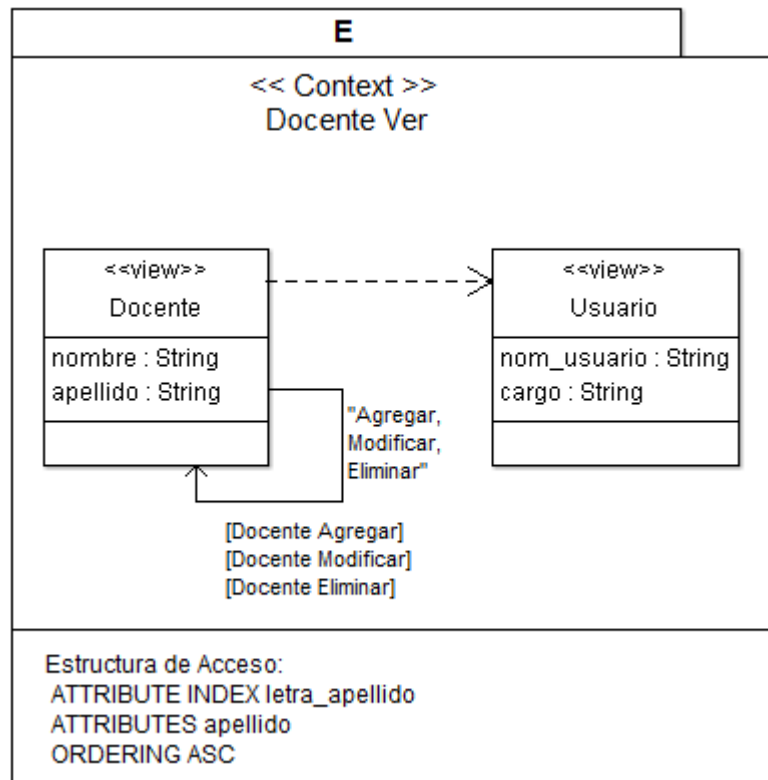 E
<< Context >>
Docente Ver
<<view>>
Docente
nombre : String
apellido : String
<<view>>
Usuario
nom_usuario : String
cargo : String
"Agregar,
Modificar,
Eliminar"
[Docente Agregar]
[Docente Modificar]
[Docente Eliminar]
Estructura de Acceso:
ATTRIBUTE INDEX letra_apellido
ATTRIBUTES apellido
ORDERING ASC